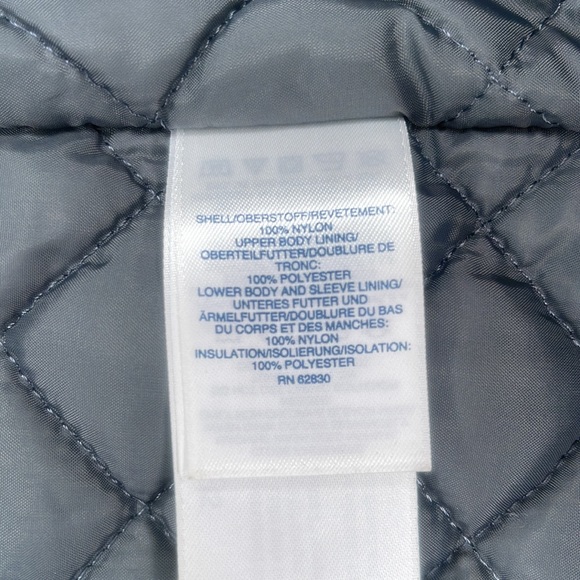 SHELL/OBERSTOFF/REVETEMENT:
100% NYLON
UPPER BODY LINING/
OBERTEILFUTTER/DOUBLURE DE
TRONC:
100% POLYESTER
LOWER BODY AND SLEEVE LINING/
UNTERES FUTTER UND
ÄRMELFUTTER/DOUBLURE DU BAS
DU CORPS ET DES MANCHES:
100% NYLON
INSULATION/ISOLIERUNG/ISOLATION:
100% POLYESTER
RN 62830